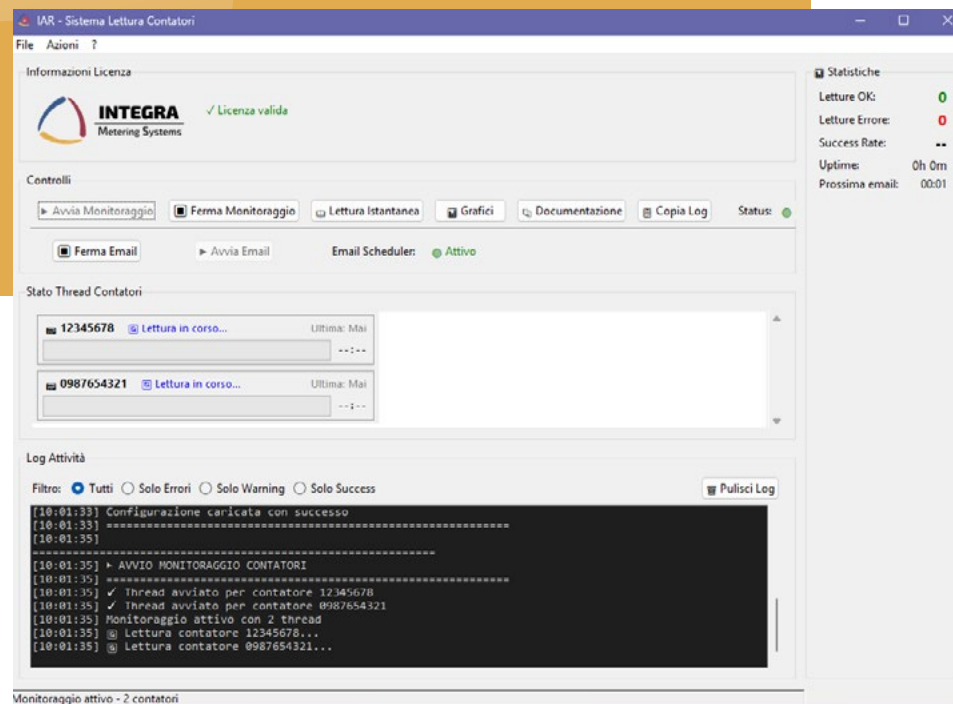 IAR - Sistema Lettura Contatori
File Azioni ?
Informazioni Licenza
INTEGRA
Metering Systems
✓ Licenza valida
Controlli
Avvia Monitoraggio Ferma Monitoraggio Lettura Istantanea Grafici Documentazione Copia Log Status:
Ferma Email Avvia Email Email Scheduler: Attivo
Stato Thread Contatori
12345678 Lettura in corso... Ultima: Mai
--:--
0987654321 Lettura in corso... Ultima: Mai
--:--
Log Attività
Filtro: Tutti Solo Errori Solo Warning Solo Success Pulisci Log
[10:01:33] Configurazione caricata con successo
[10:01:33] ============================================================
[10:01:35]
============================================================
[10:01:35] ► AVVIO MONITORAGGIO CONTATORI
[10:01:35] ============================================================
[10:01:35] ✓ Thread avviato per contatore 12345678
[10:01:35] ✓ Thread avviato per contatore 0987654321
[10:01:35] Monitoraggio attivo con 2 thread
[10:01:35] Lettura contatore 12345678...
[10:01:35] Lettura contatore 0987654321...
Monitoraggio attivo - 2 contatori
Statistiche
Letture OK: 0
Letture Errore: 0
Success Rate: --
Uptime: 0h 0m
Prossima email: 00:01